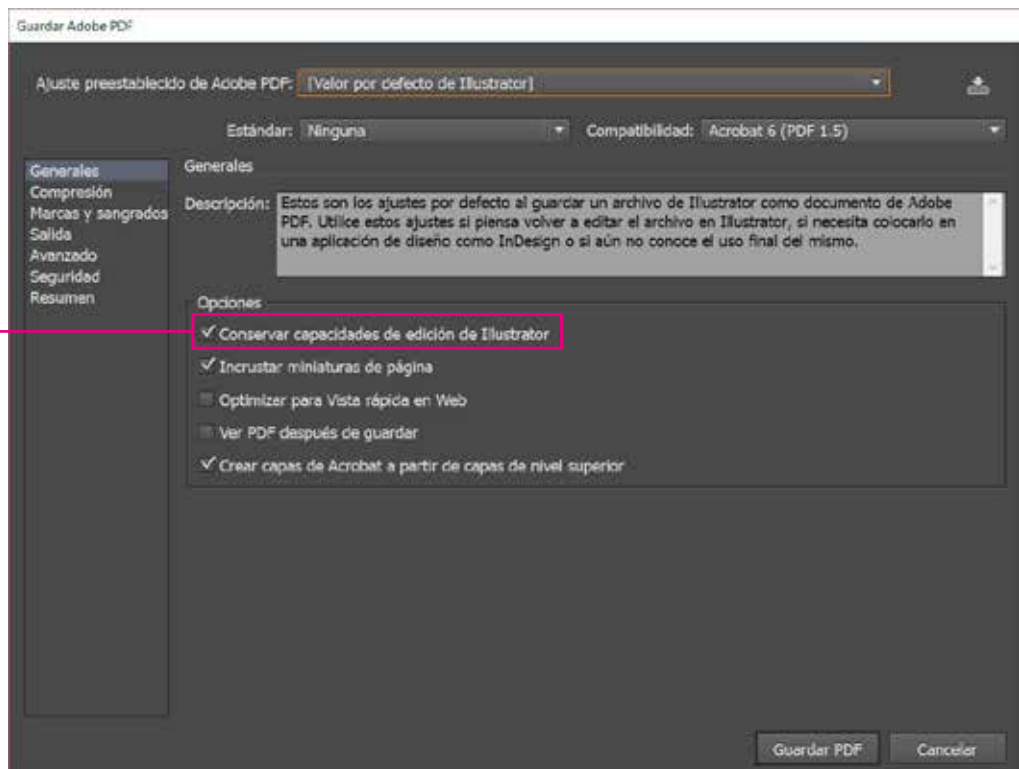 Guardar Adobe PDF
Ajuste preestablecido de Adobe PDF: [Valor por defecto de Illustrator]
Estándar: Ninguna Compatibilidad: Acrobat 6 (PDF 1.5)
Generales
Compresión
Marcas y sangrados
Salida
Avanzado
Seguridad
Resumen
Generales
Descripción: Estos son los ajustes por defecto al guardar un archivo de Illustrator como documento de Adobe
PDF. Utilice estos ajustes si piensa volver a editar el archivo en Illustrator, si necesita colocarlo en
una aplicación de diseño como InDesign o si aún no conoce el uso final del mismo.
Opciones
Conservar capacidades de edición de Illustrator
Incrustar miniaturas de página
Optimizar para Vista rápida en Web
Ver PDF después de guardar
Crear capas de Acrobat a partir de capas de nivel superior
Guardar PDF Cancelar